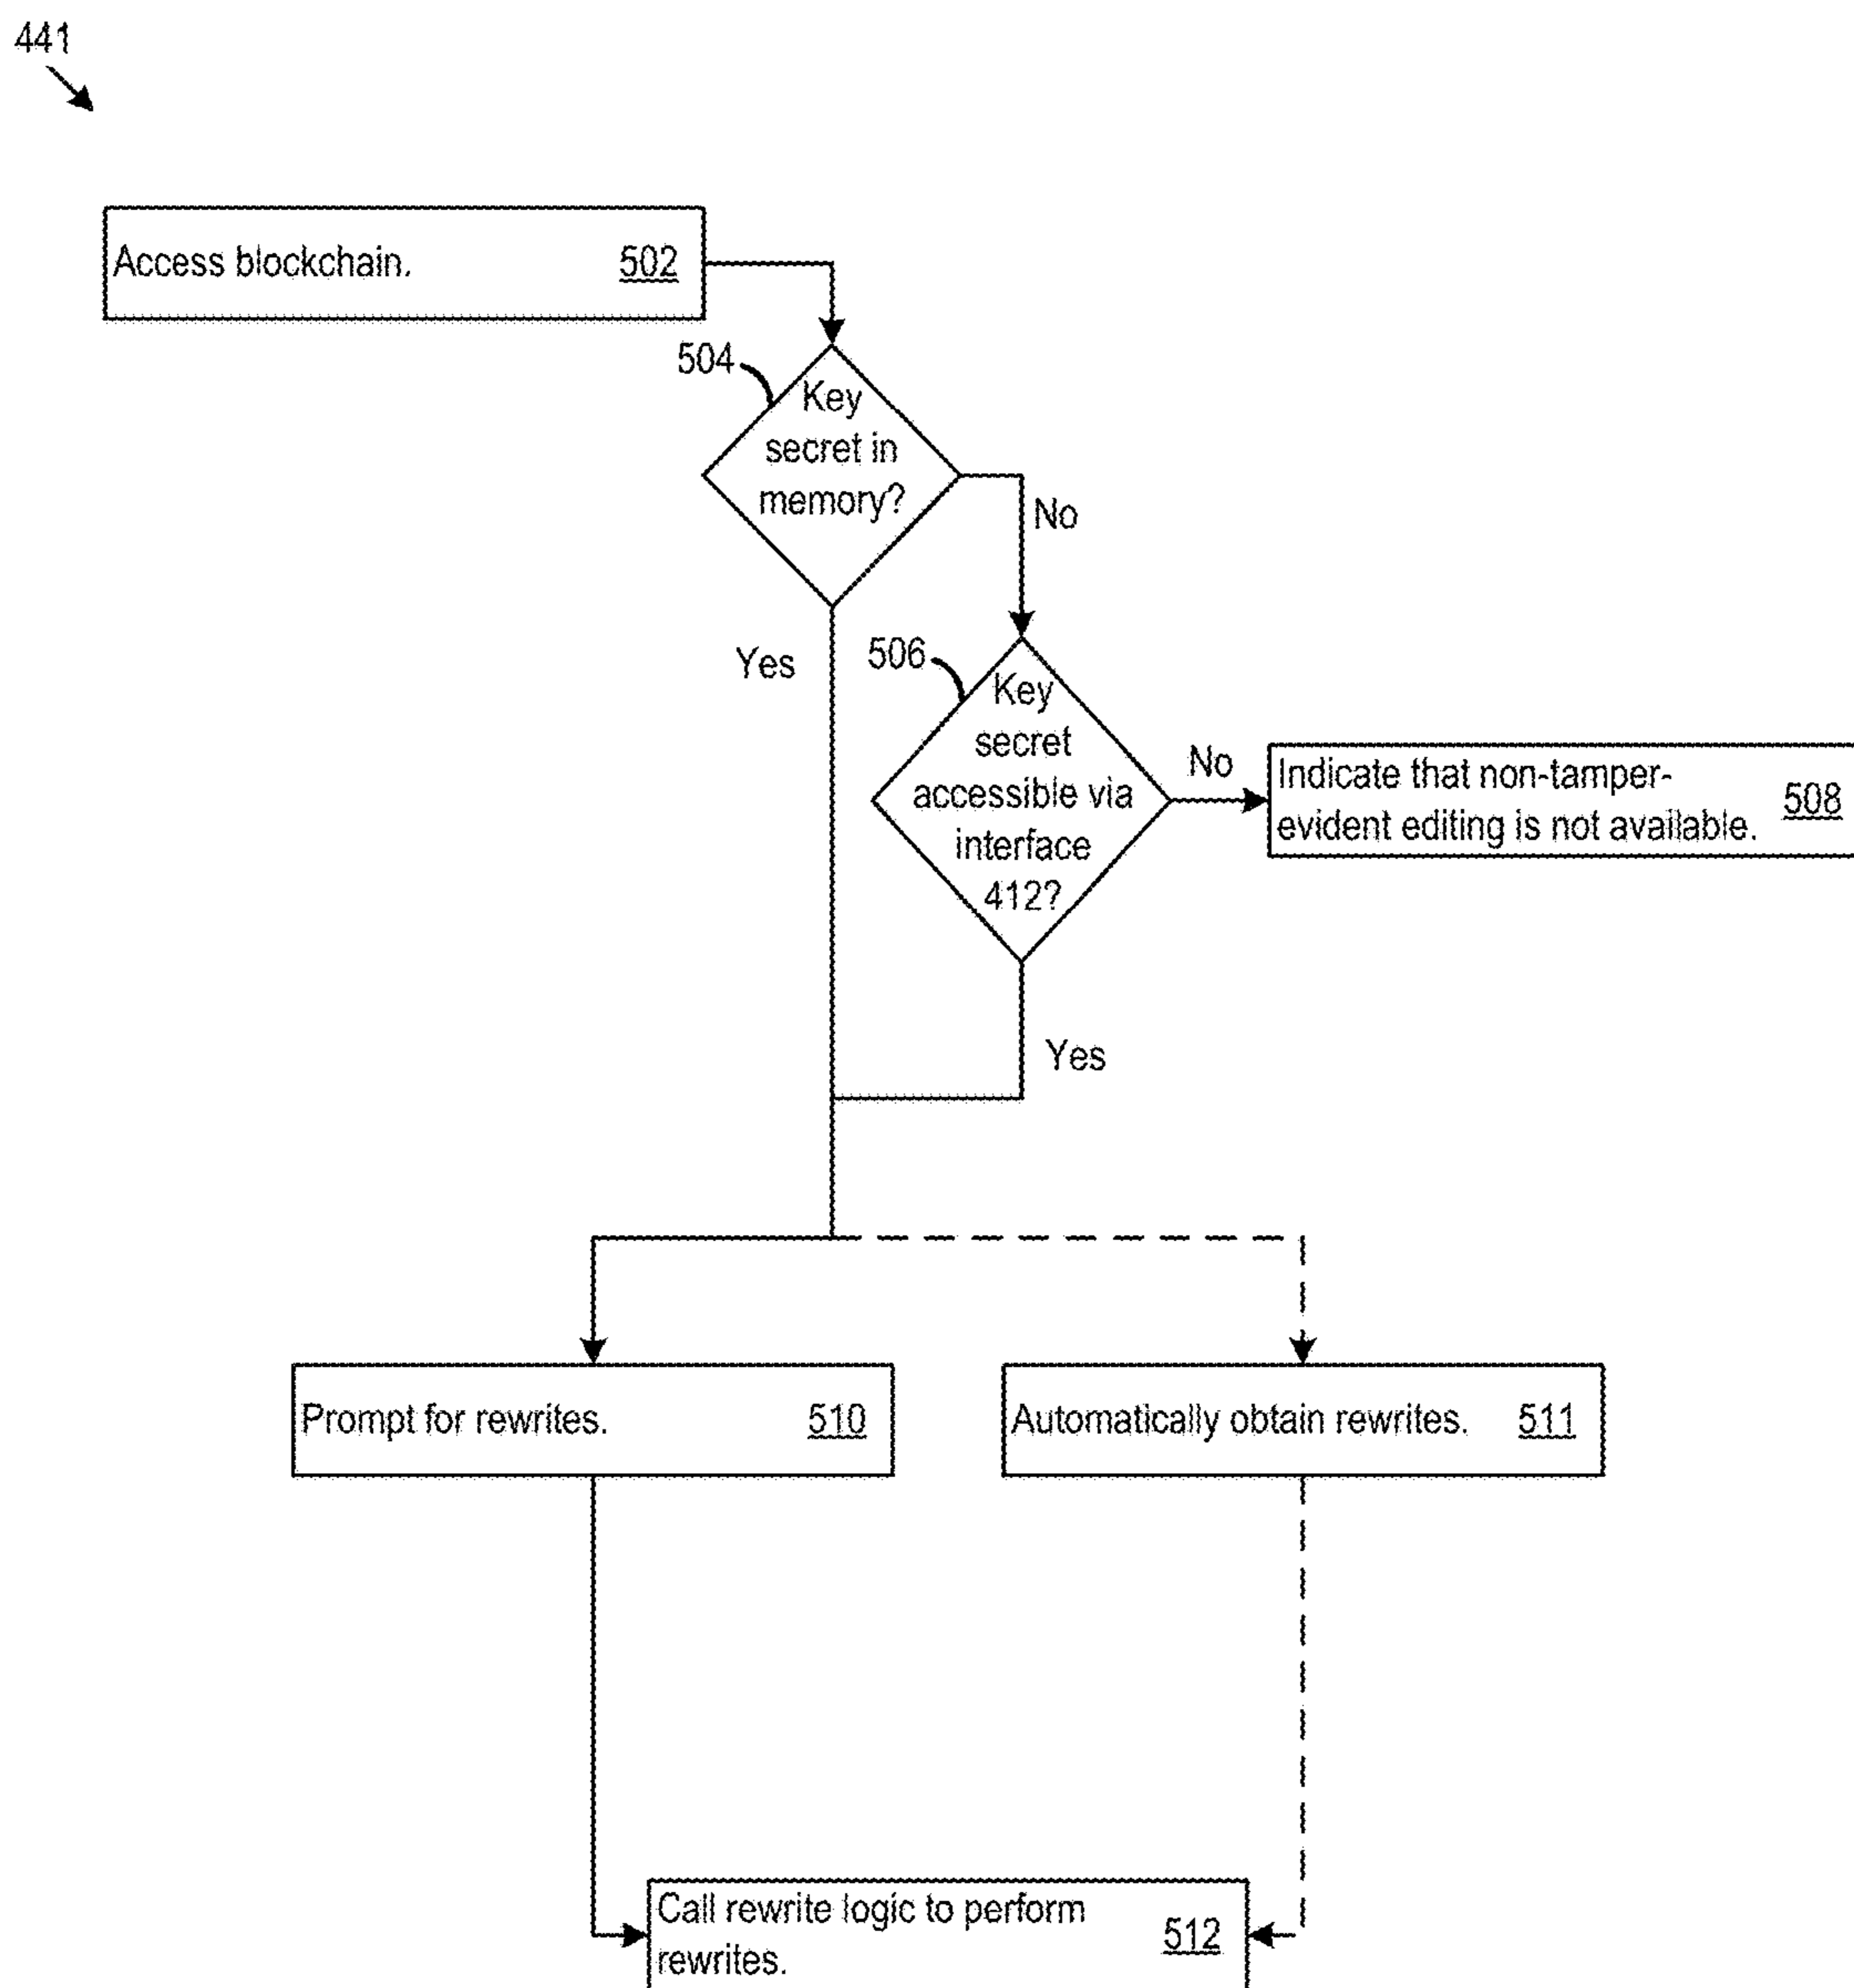 441
Access blockchain. 502
504
Key
secret in
memory?
No
Yes
506
Key
secret
accessible via
interface
412?
No
Indicate that non-tamper-
evident editing is not available. 508
Yes
Prompt for rewrites. 510
Automatically obtain rewrites. 511
Call rewrite logic to perform
rewrites. 512